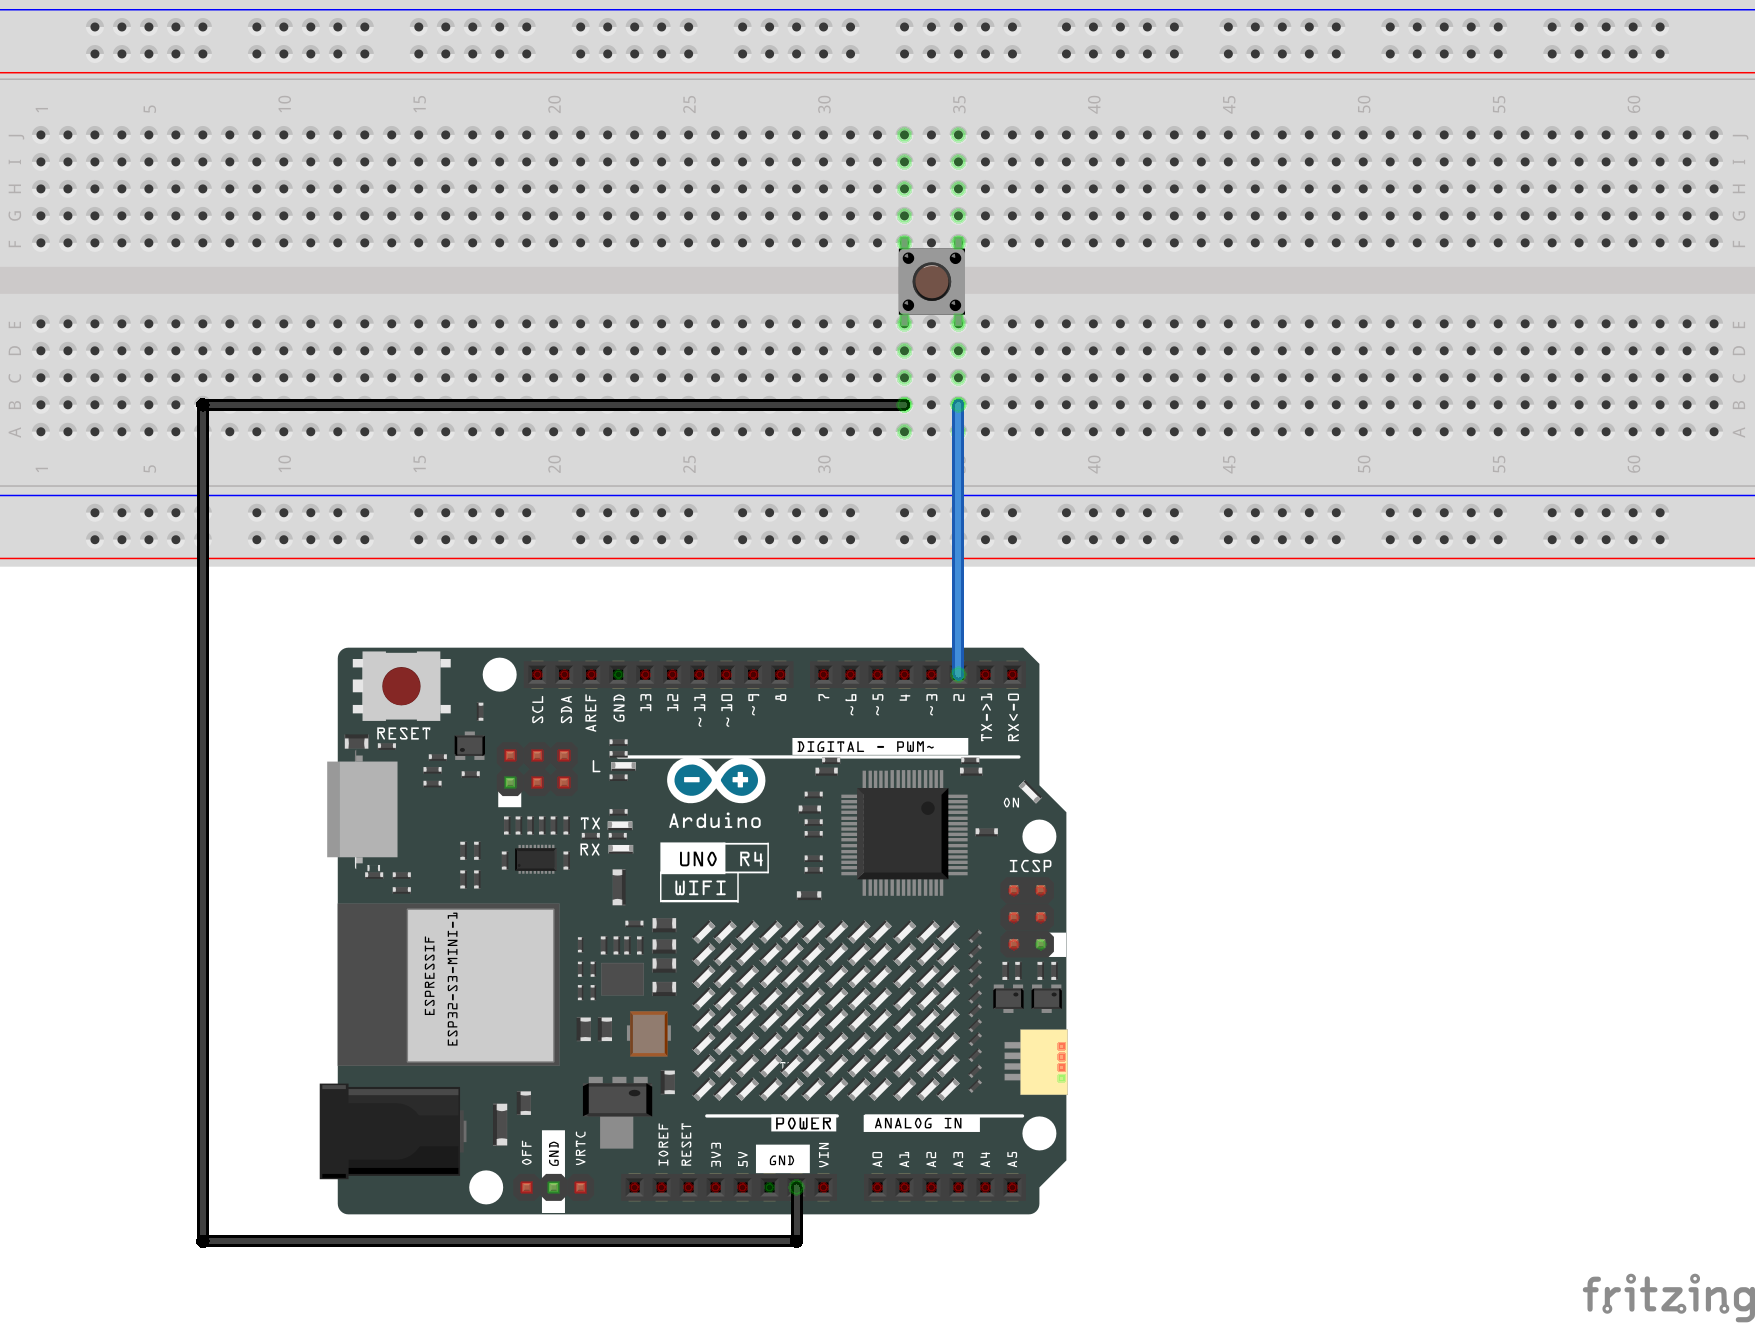 1 5 10 15 20 25 30 35 40 45 50 55 60
J J
I I
H H
G G
F F
E E
D D
C C
B B
A A
1 5 10 15 20 25 30 40 45 50 55 60
RESET
SCL SDA AREF GND 13 12 ~11 ~10 ~9 8 7 ~6 ~5 4 ~3 2 TX->1 RX<-0
DIGITAL - PWM~
L
ON
TX
RX
Arduino
UNO R4
WIFI
ICSP
ESPRESSIF
ESP32-S3-MINI-1
POWER
ANALOG IN
OFF GND VRTC
IOREF RESET 3V3 5V GND VIN A0 A1 A2 A3 A4 A5
fritzing